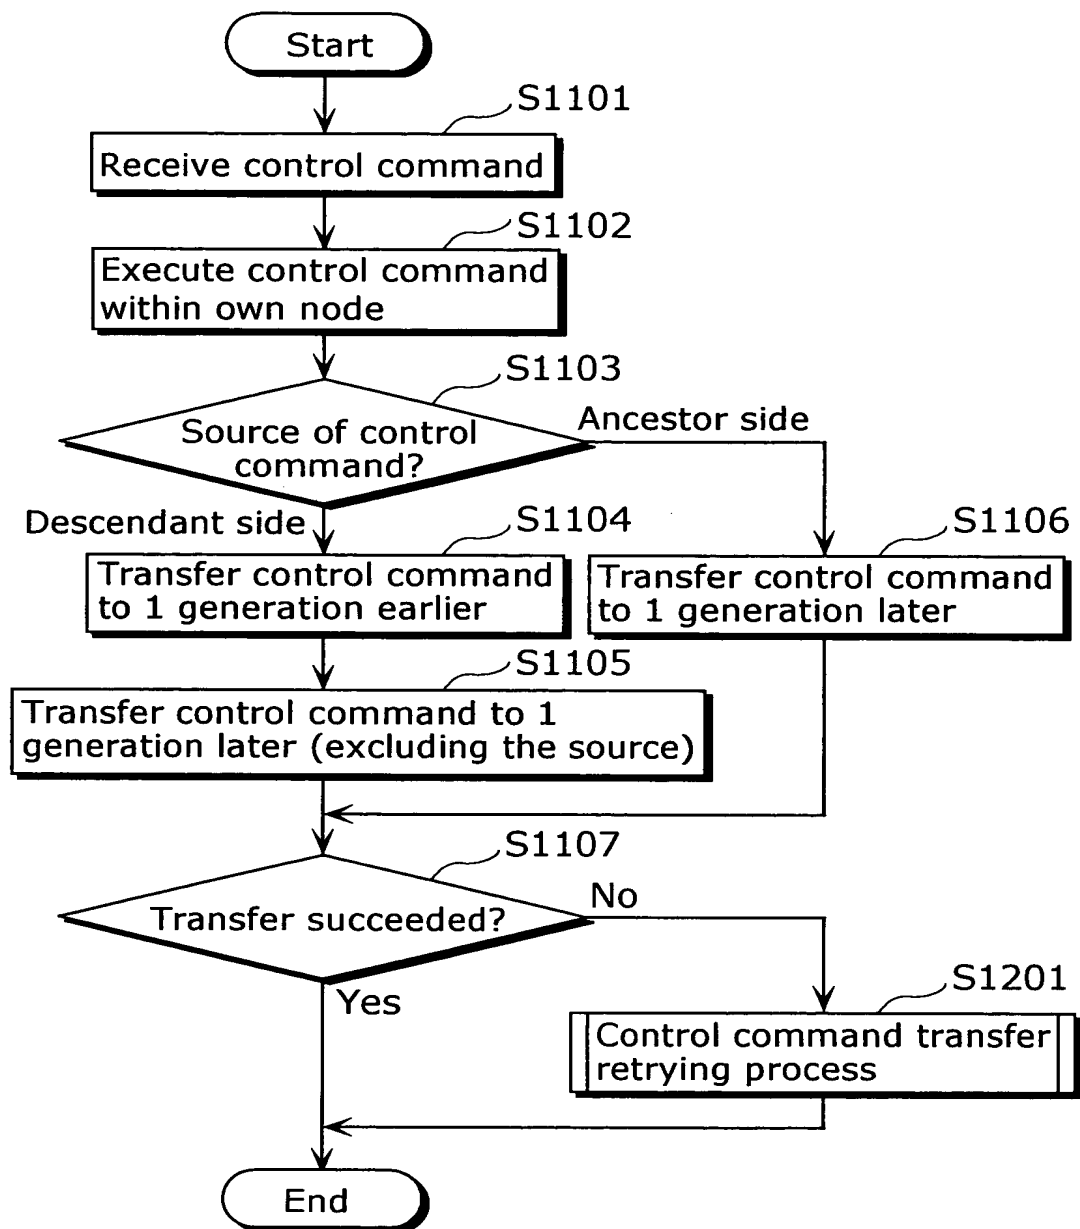 Start
S1101
Receive control command
S1102
Execute control command
within own node
S1103
Source of control
command?
Ancestor side
Descendant side
S1104
Transfer control command
to 1 generation earlier
S1106
Transfer control command
to 1 generation later
S1105
Transfer control command to 1
generation later (excluding the source)
S1107
Transfer succeeded?
No
Yes
S1201
Control command transfer
retrying process
End